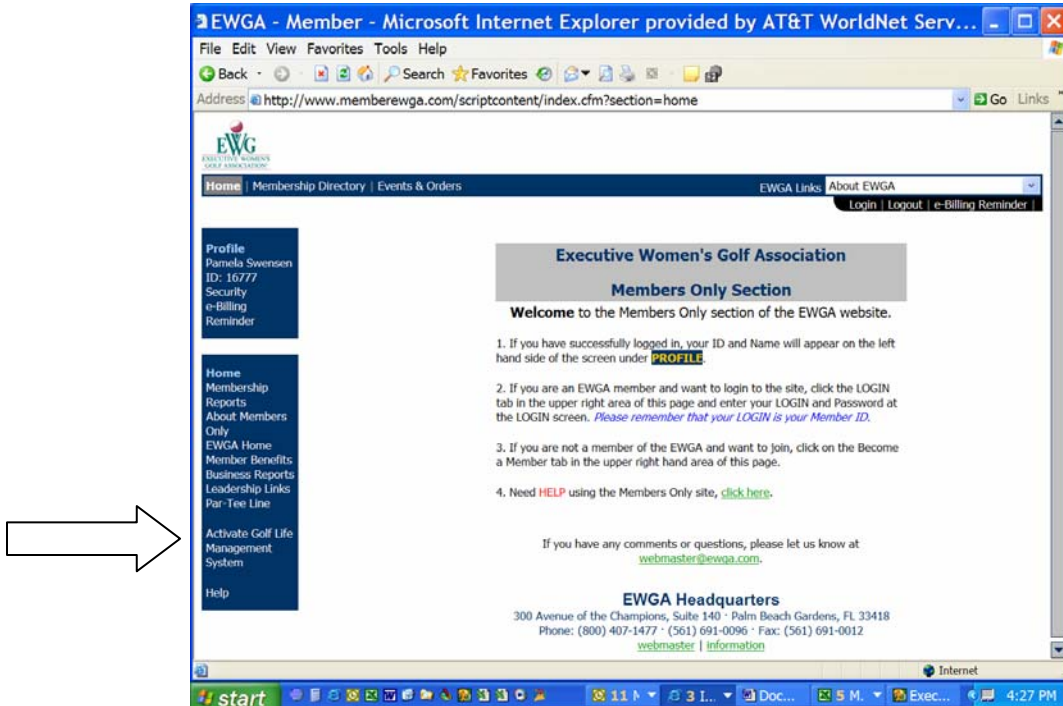 EWGA - Member - Microsoft Internet Explorer provided by AT&T WorldNet Serv...
File Edit View Favorites Tools Help
Back Search Favorites
Address http://www.memberewga.com/scriptcontent/index.cfm?section=home Go Links "
EWG
EXECUTIVE WOMEN'S
GOLF ASSOCIATION
Home | Membership Directory | Events & Orders EWGA Links About EWGA
Login | Logout | e-Billing Reminder |
Profile
Pamela Swensen
ID: 16777
Security
e-Billing
Reminder
Home
Membership
Reports
About Members
Only
EWGA Home
Member Benefits
Business Reports
Leadership Links
Par-Tee Line
Activate Golf Life
Management
System
Help
Executive Women's Golf Association
Members Only Section
Welcome to the Members Only section of the EWGA website.
1. If you have successfully logged in, your ID and Name will appear on the left
hand side of the screen under PROFILE.
2. If you are an EWGA member and want to login to the site, click the LOGIN
tab in the upper right area of this page and enter your LOGIN and Password at
the LOGIN screen. Please remember that your LOGIN is your Member ID.
3. If you are not a member of the EWGA and want to join, click on the Become
a Member tab in the upper right hand area of this page.
4. Need HELP using the Members Only site, click here.
If you have any comments or questions, please let us know at
webmaster@ewga.com.
EWGA Headquarters
300 Avenue of the Champions, Suite 140 · Palm Beach Gardens, FL 33418
Phone: (800) 407-1477 · (561) 691-0096 · Fax: (561) 691-0012
webmaster | information
Internet
start 3 I... Doc... 5 M. Exec... 4:27 PM